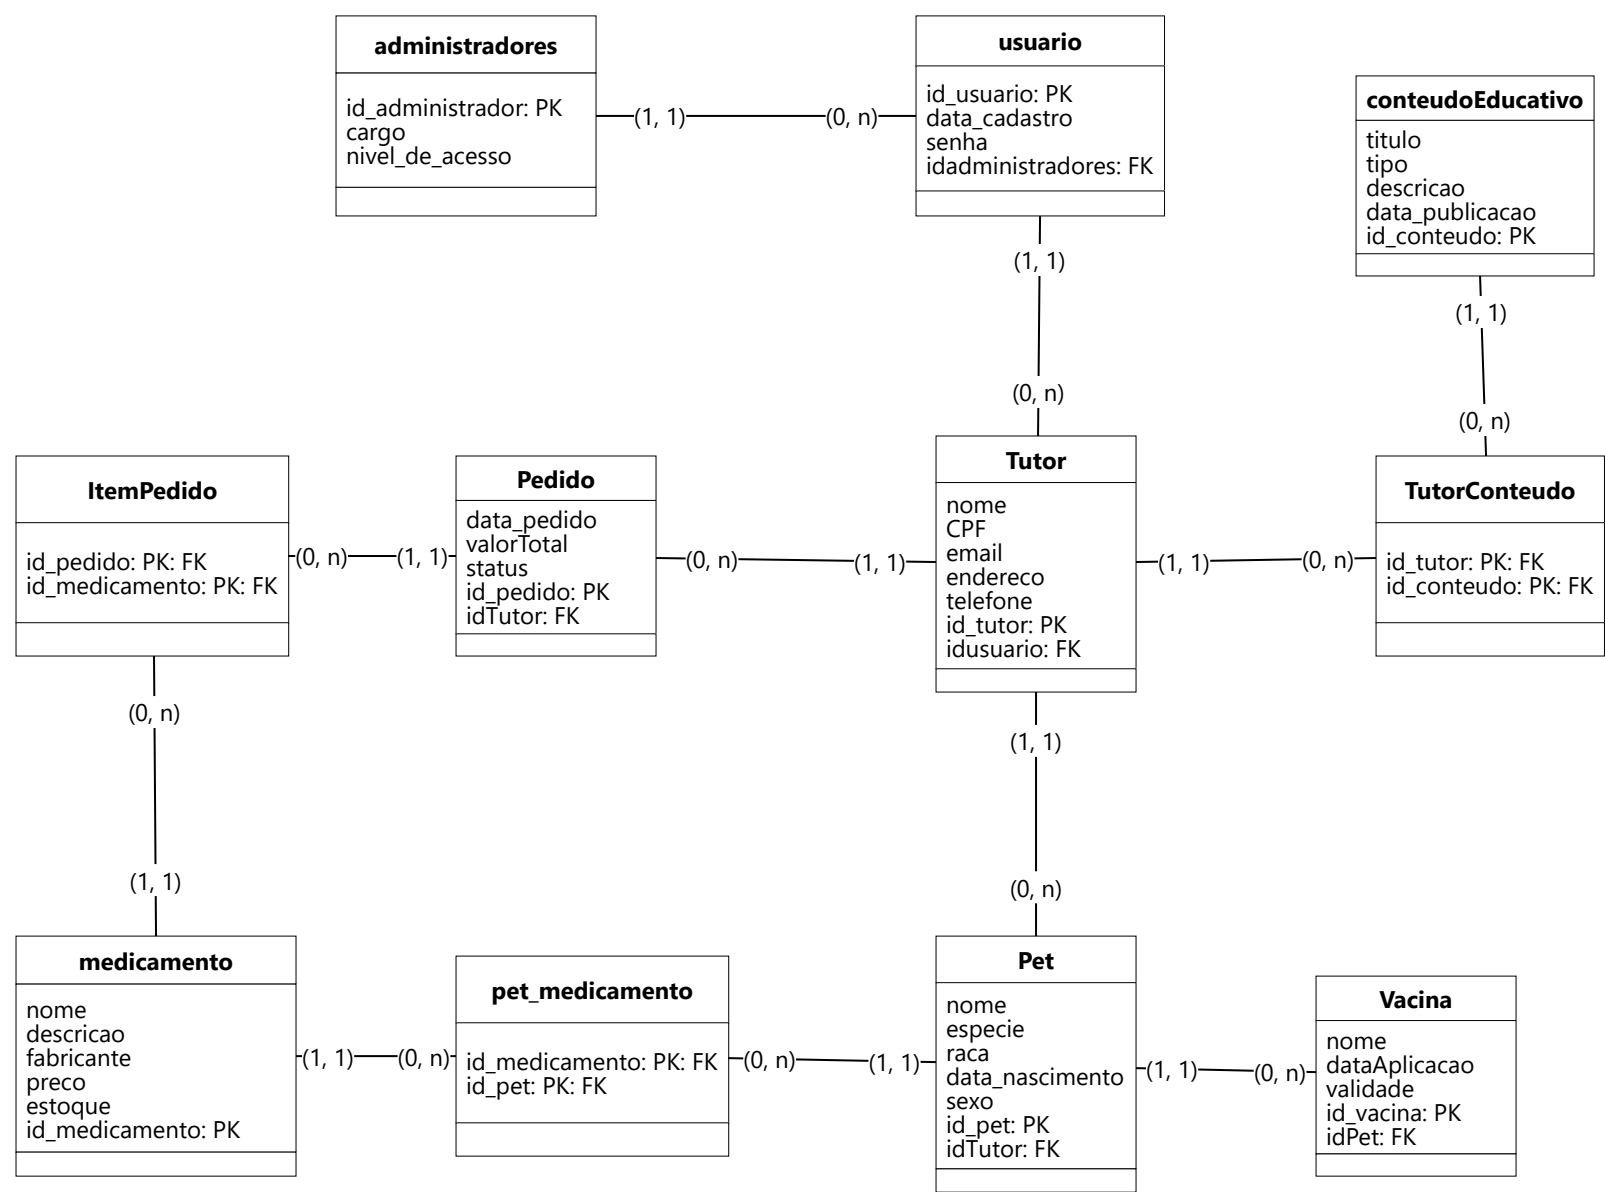 administradores
id_administrador: PK
cargo
nivel_de_acesso
(1, 1)
(0, n)
usuario
id_usuario: PK
data_cadastro
senha
idadministradores: FK
conteudoEducativo
titulo
tipo
descricao
data_publicacao
id_conteudo: PK
(1, 1)
(0, n)
(1, 1)
(0, n)
ItemPedido
id_pedido: PK: FK
id_medicamento: PK: FK
(0, n)
(1, 1)
Pedido
data_pedido
valorTotal
status
id_pedido: PK
idTutor: FK
(0, n)
(1, 1)
Tutor
nome
CPF
email
endereco
telefone
id_tutor: PK
idusuario: FK
(1, 1)
(0, n)
TutorConteudo
id_tutor: PK: FK
id_conteudo: PK: FK
(0, n)
(1, 1)
(1, 1)
(0, n)
medicamento
nome
descricao
fabricante
preco
estoque
id_medicamento: PK
(1, 1)
(0, n)
pet_medicamento
id_medicamento: PK: FK
id_pet: PK: FK
(0, n)
(1, 1)
Pet
nome
especie
raca
data_nascimento
sexo
id_pet: PK
idTutor: FK
(1, 1)
(0, n)
Vacina
nome
dataAplicacao
validade
id_vacina: PK
idPet: FK